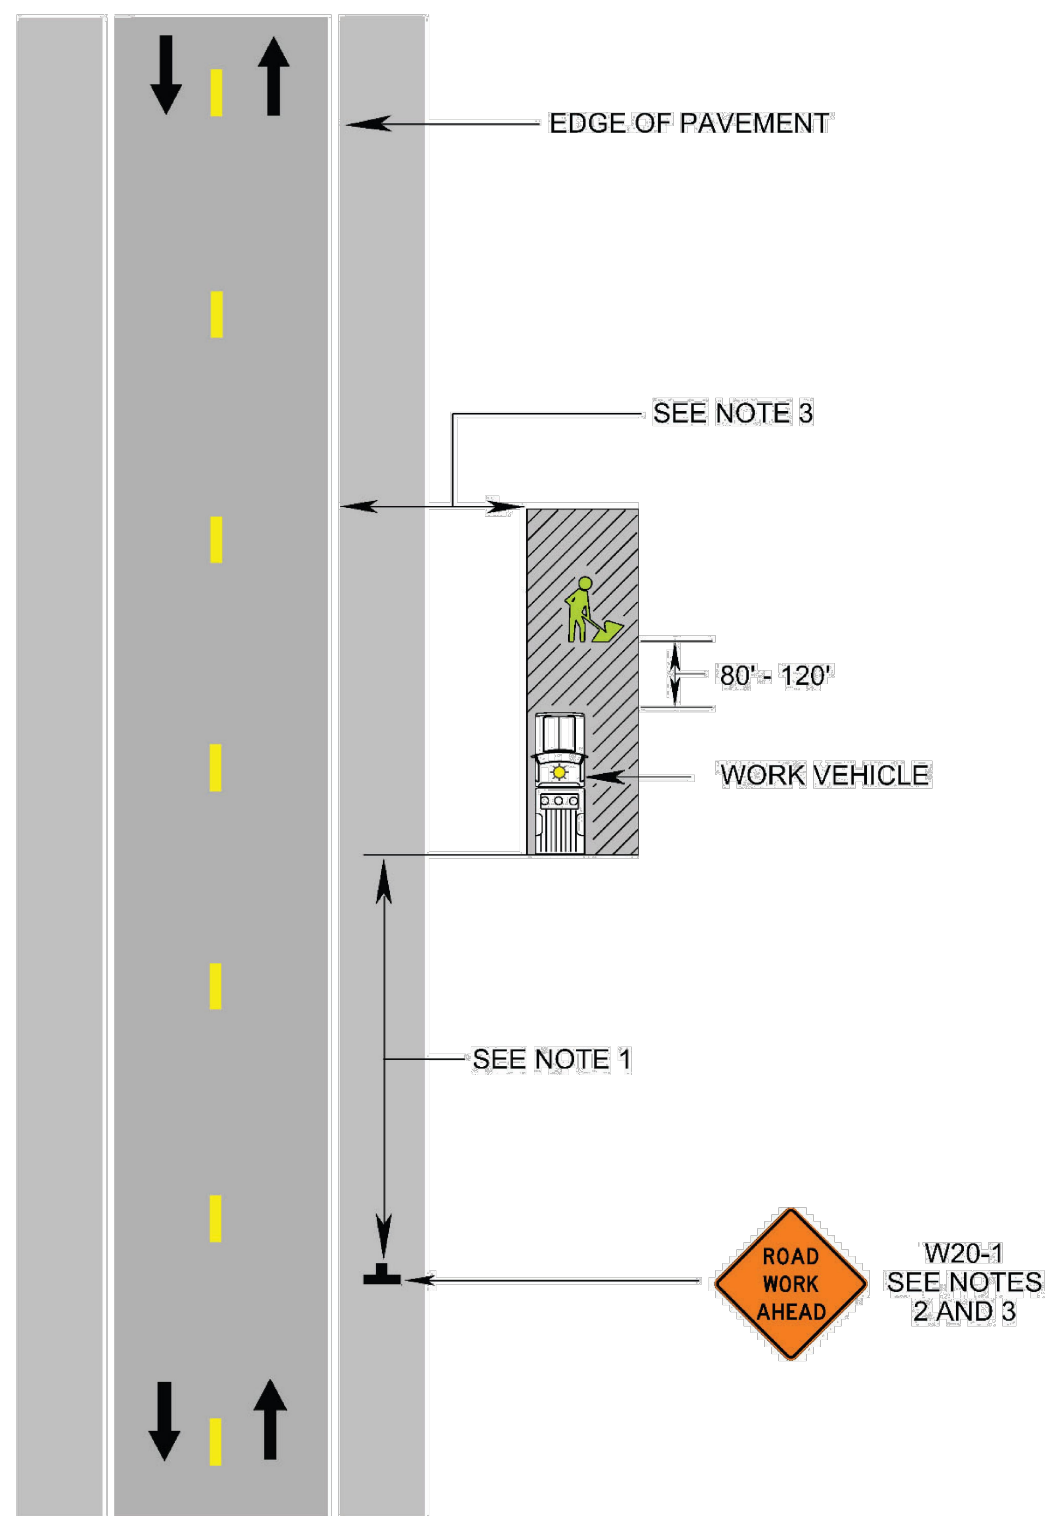 EDGE OF PAVEMENT
SEE NOTE 3
80' - 120'
WORK VEHICLE
SEE NOTE 1
ROAD
WORK
AHEAD
W20-1
SEE NOTES
2 AND 3